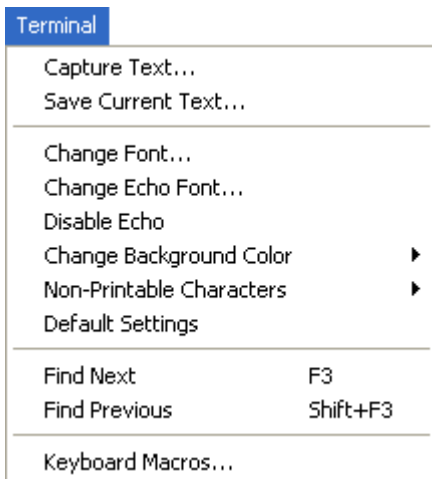 Terminal
Capture Text...
Save Current Text...
Change Font...
Change Echo Font...
Disable Echo
Change Background Color
Non-Printable Characters
Default Settings
Find Next F3
Find Previous Shift+F3
Keyboard Macros...